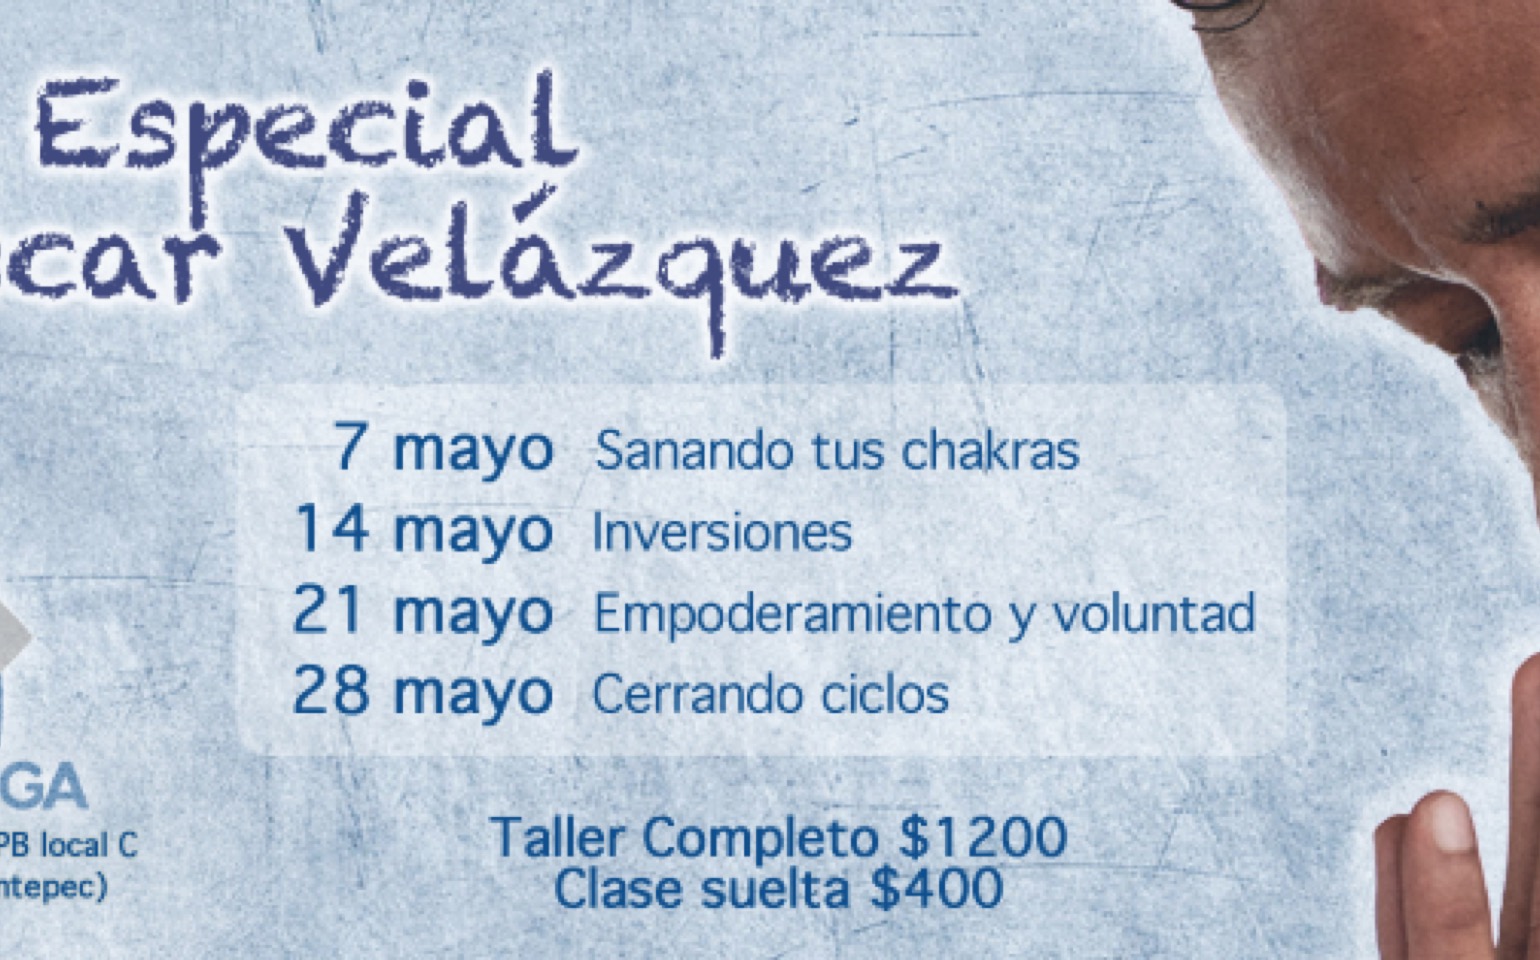 Especial
car Velázquez
7 mayo Sanando tus chakras
14 mayo Inversiones
21 mayo Empoderamiento y voluntad
28 mayo Cerrando ciclos
GA
PB local C
ntepec)
Taller Completo $1200
Clase suelta $400